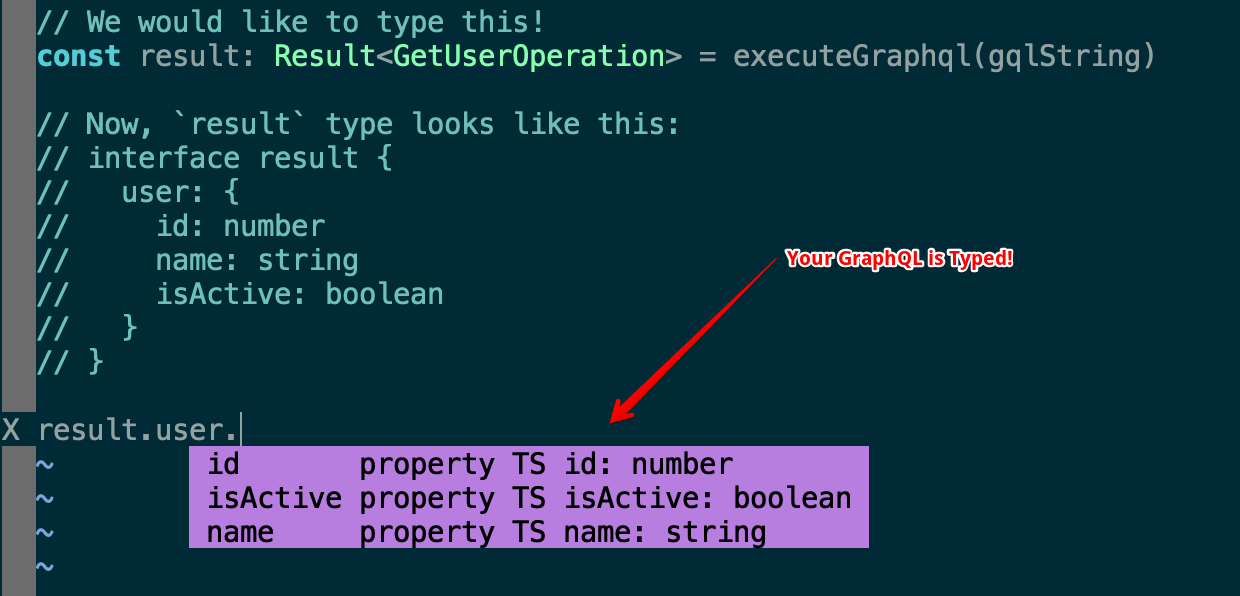 // We would like to type this!
const result: Result<GetUserOperation> = executeGraphql(gqlString)
// Now, `result` type looks like this:
// interface result {
//   user: {
//     id: number
//     name: string
//     isActive: boolean
//   }
// }
Your GraphQL is Typed!
X result.user.
~ id       property TS id: number
~ isActive property TS isActive: boolean
~ name     property TS name: string
~